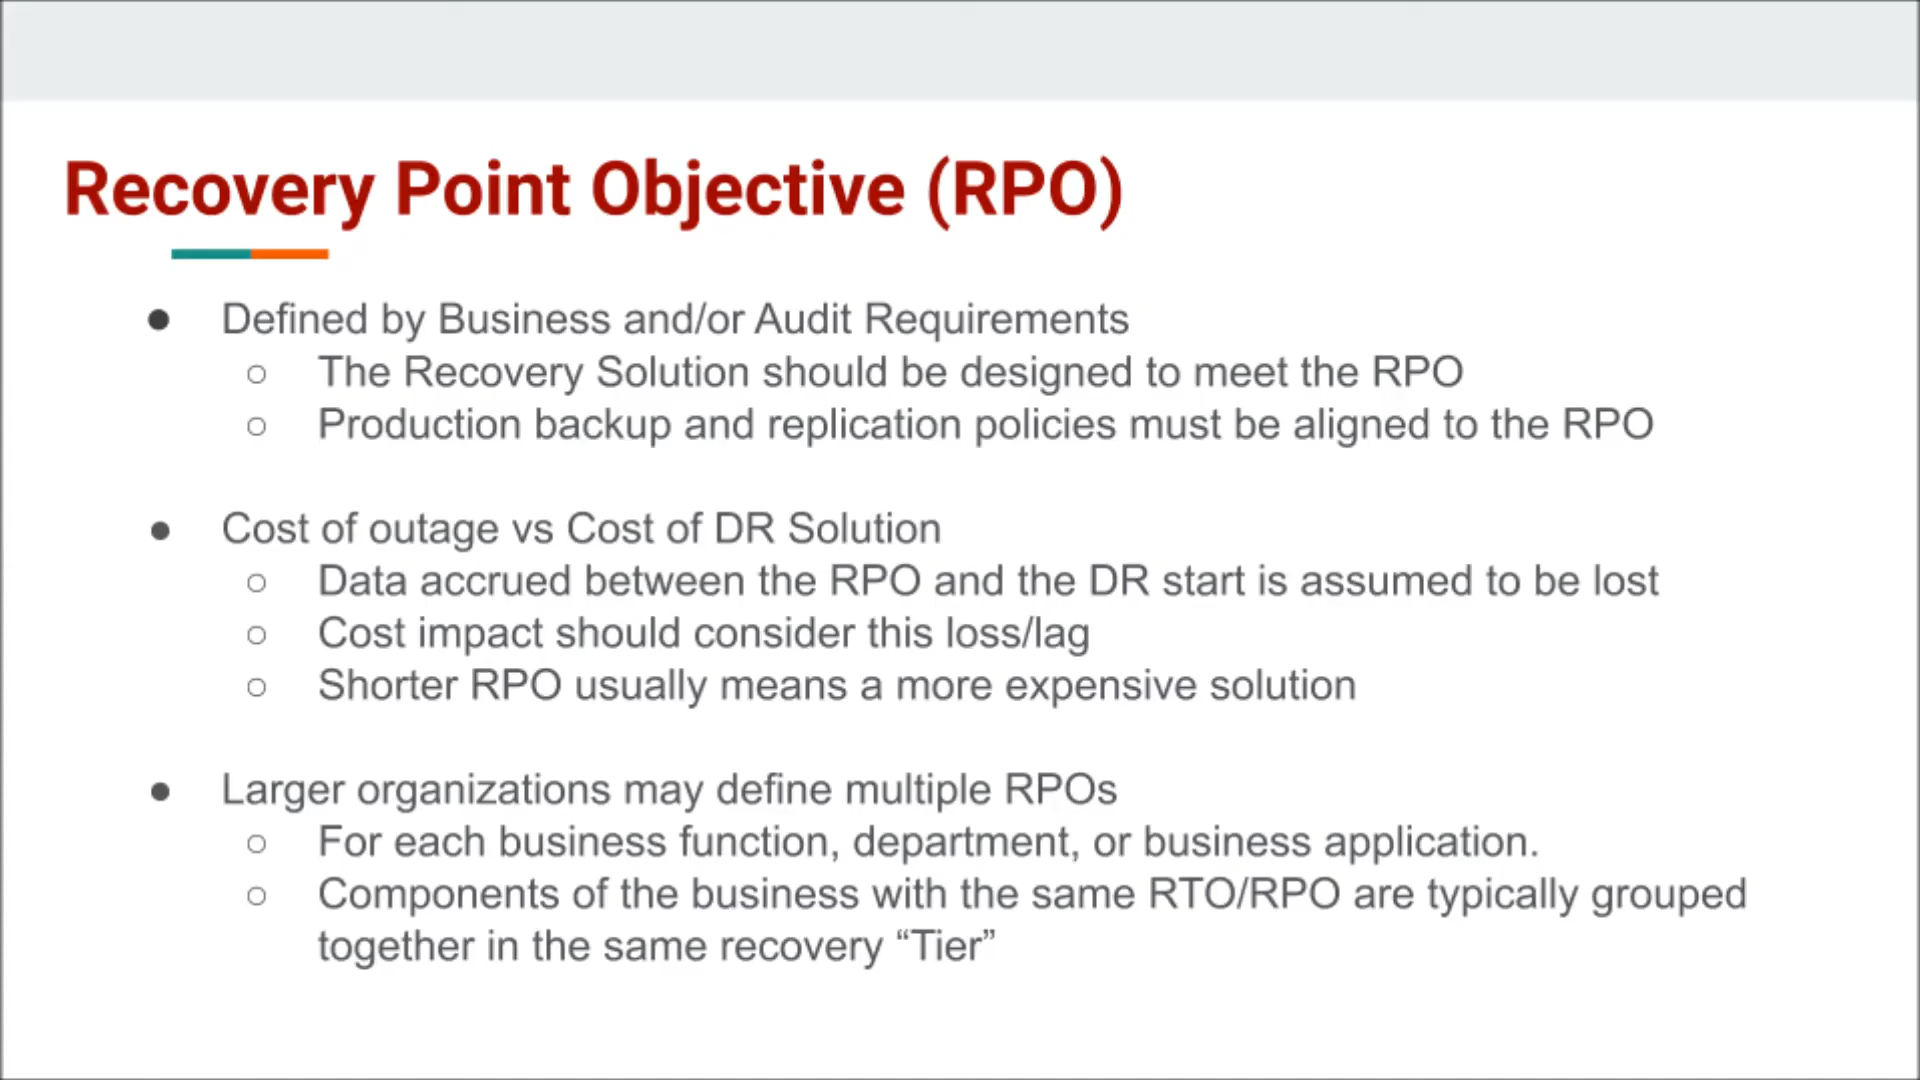 Recovery Point Objective (RPO)
● Defined by Business and/or Audit Requirements
○ The Recovery Solution should be designed to meet the RPO
○ Production backup and replication policies must be aligned to the RPO
● Cost of outage vs Cost of DR Solution
○ Data accrued between the RPO and the DR start is assumed to be lost
○ Cost impact should consider this loss/lag
○ Shorter RPO usually means a more expensive solution
● Larger organizations may define multiple RPOs
○ For each business function, department, or business application.
○ Components of the business with the same RTO/RPO are typically grouped
together in the same recovery “Tier”